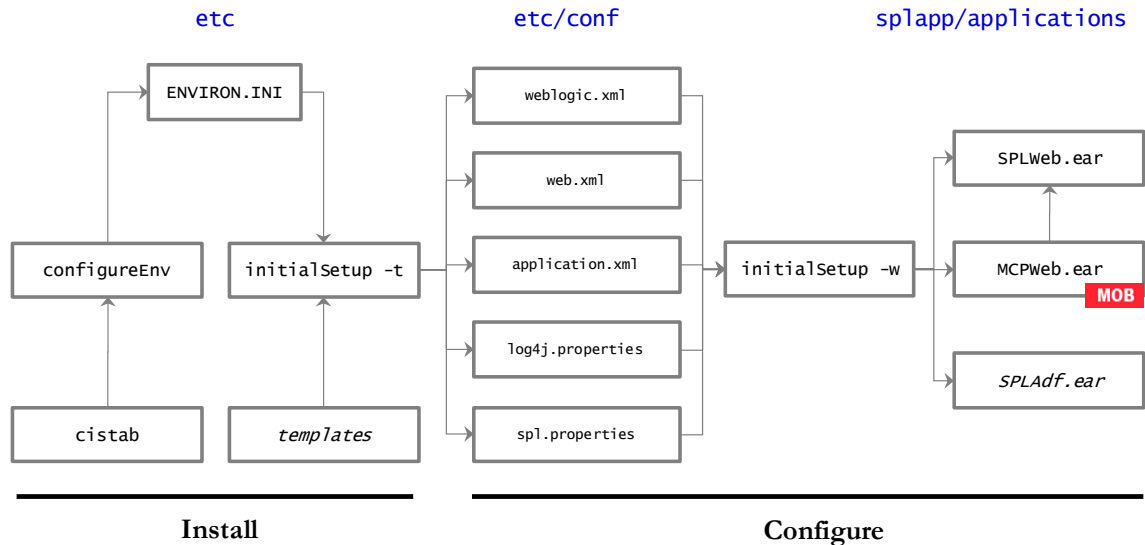 etc
etc/conf
splapp/applications
ENVIRON.INI
configureEnv
initialSetup -t
cistab
templates
weblogic.xml
web.xml
application.xml
log4j.properties
spl.properties
initialSetup -w
SPLWeb.ear
MCPWeb.ear
MOB
SPLAdf.ear
Install
Configure